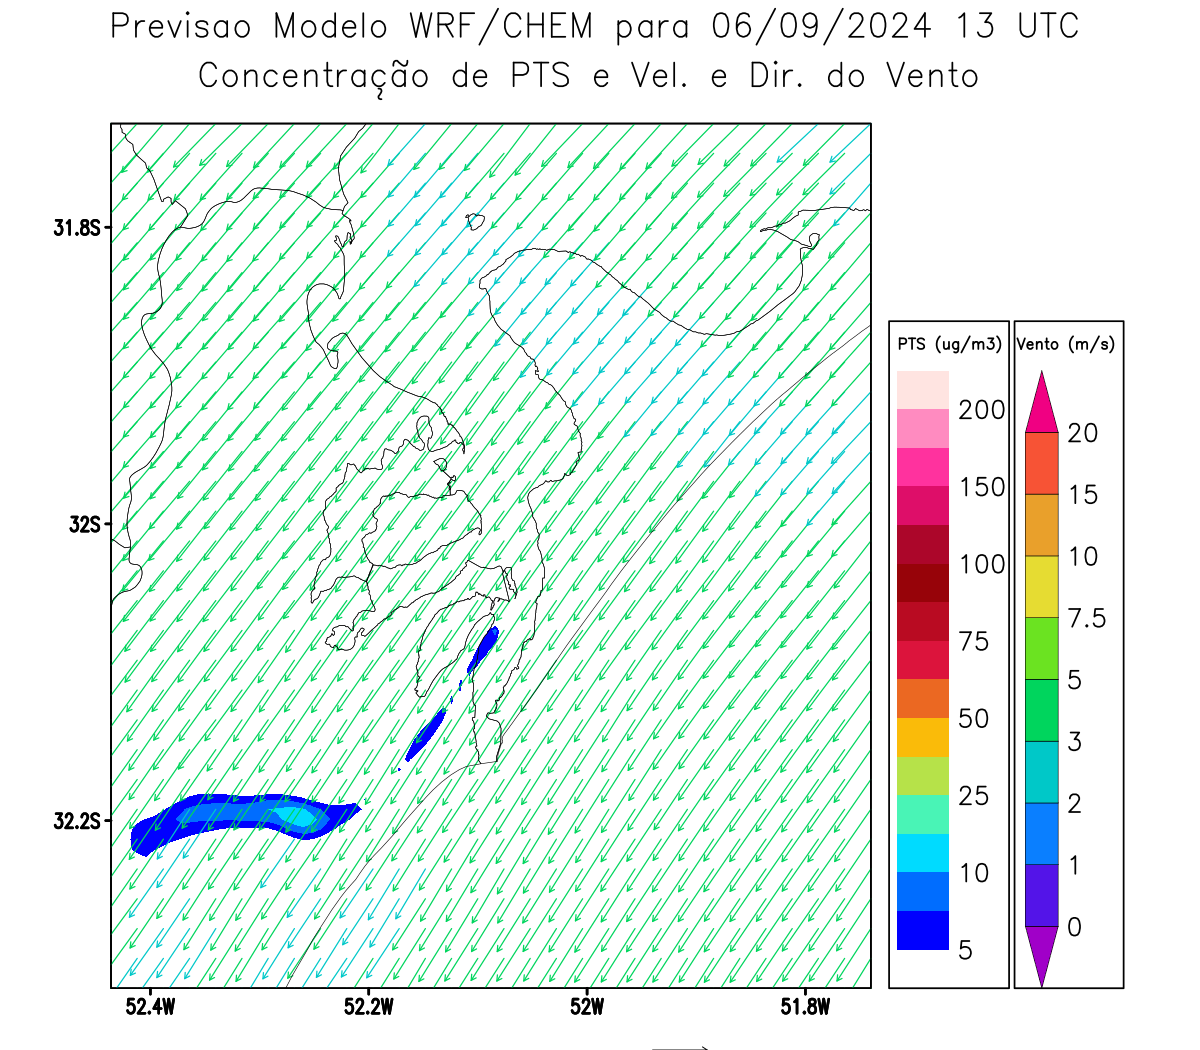 Previsao Modelo WRF/CHEM para 06/09/2024 13 UTC
Concentração de PTS e Vel. e Dir. do Vento
31.8S
32S
32.2S
52.4W 52.2W 52W 51.8W
PTS (ug/m3)
200
150
100
75
50
25
10
5
Vento (m/s)
20
15
10
7.5
5
3
2
1
0